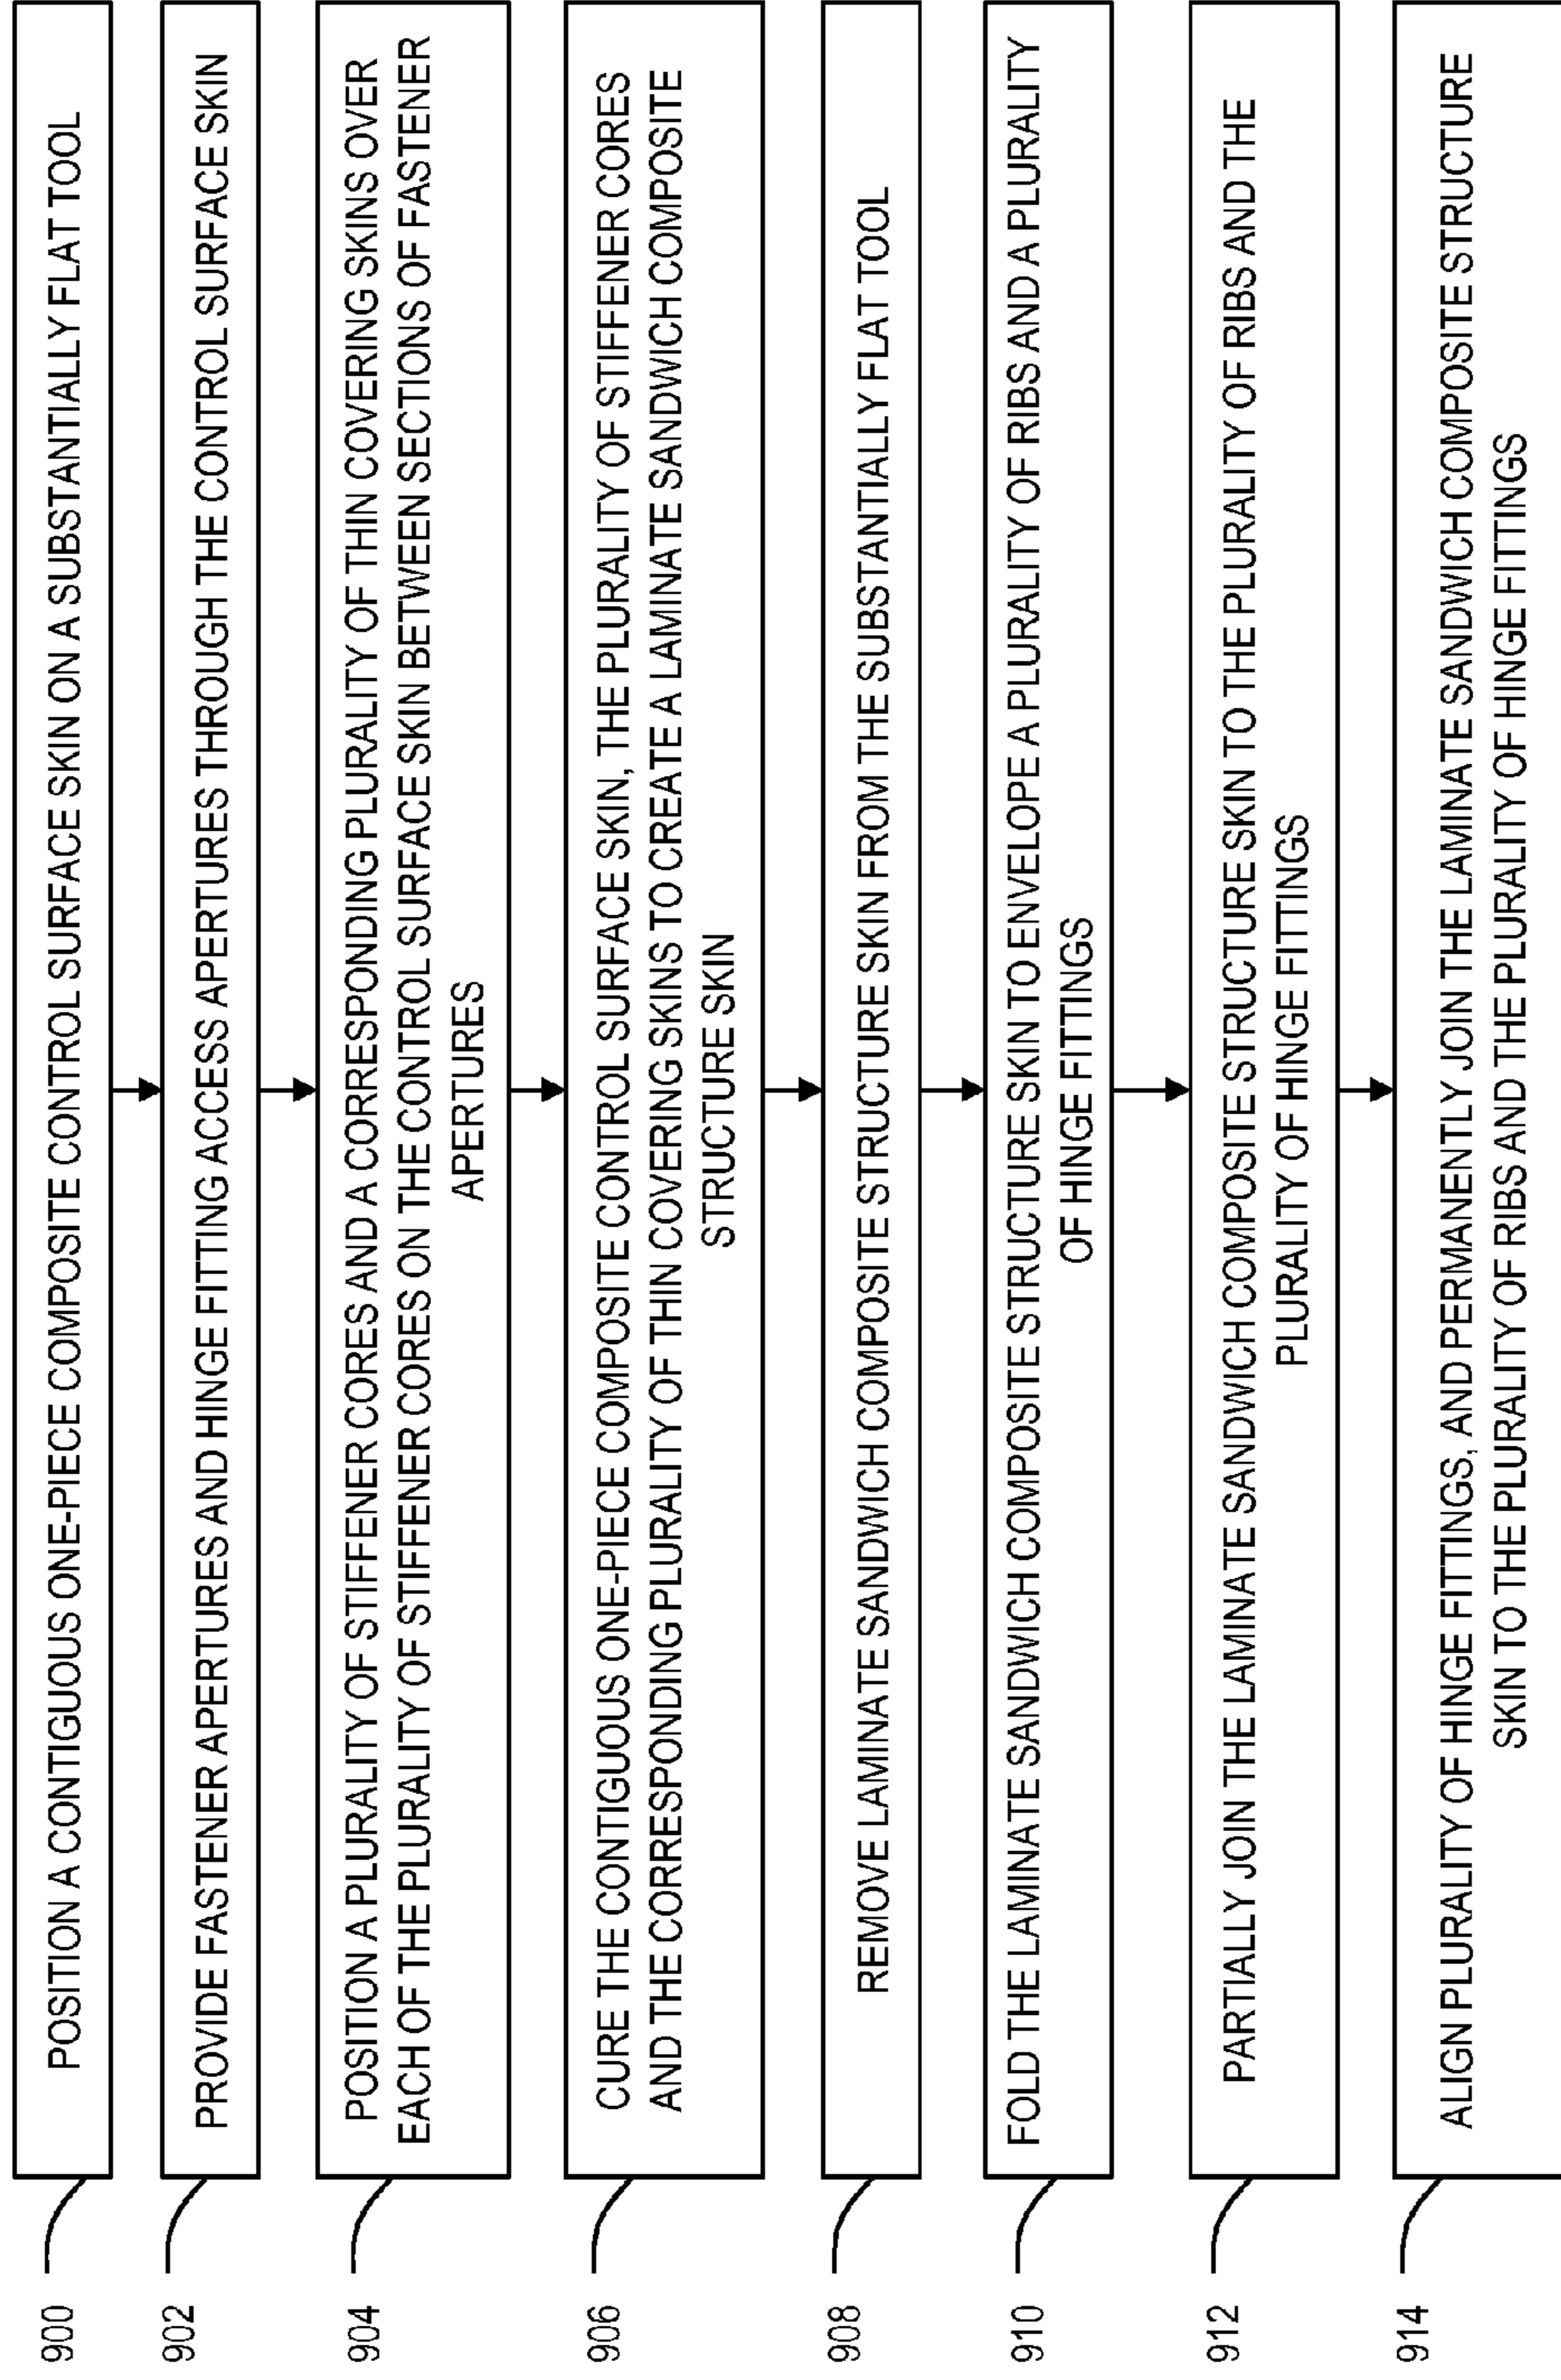 900
POSITION A CONTIGUOUS ONE-PIECE COMPOSITE CONTROL SURFACE SKIN ON A SUBSTANTIALLY FLAT TOOL
902
PROVIDE FASTENER APERTURES AND HINGE FITTING ACCESS APERTURES THROUGH THE CONTROL SURFACE SKIN
904
POSITION A PLURALITY OF STIFFENER CORES AND A CORRESPONDING PLURALITY OF THIN COVERING SKINS OVER
EACH OF THE PLURALITY OF STIFFENER CORES ON THE CONTROL SURFACE SKIN BETWEEN SECTIONS OF FASTENER
APERTURES
906
CURE THE CONTIGUOUS ONE-PIECE COMPOSITE CONTROL SURFACE SKIN, THE PLURALITY OF STIFFENER CORES
AND THE CORRESPONDING PLURALITY OF THIN COVERING SKINS TO CREATE A LAMINATE SANDWICH COMPOSITE
STRUCTURE SKIN
908
REMOVE LAMINATE SANDWICH COMPOSITE STRUCTURE SKIN FROM THE SUBSTANTIALLY FLAT TOOL
910
FOLD THE LAMINATE SANDWICH COMPOSITE STRUCTURE SKIN TO ENVELOPE A PLURALITY OF RIBS AND A PLURALITY
OF HINGE FITTINGS
912
PARTIALLY JOIN THE LAMINATE SANDWICH COMPOSITE STRUCTURE SKIN TO THE PLURALITY OF RIBS AND THE
PLURALITY OF HINGE FITTINGS
914
ALIGN PLURALITY OF HINGE FITTINGS, AND PERMANENTLY JOIN THE LAMINATE SANDWICH COMPOSITE STRUCTURE
SKIN TO THE PLURALITY OF RIBS AND THE PLURALITY OF HINGE FITTINGS